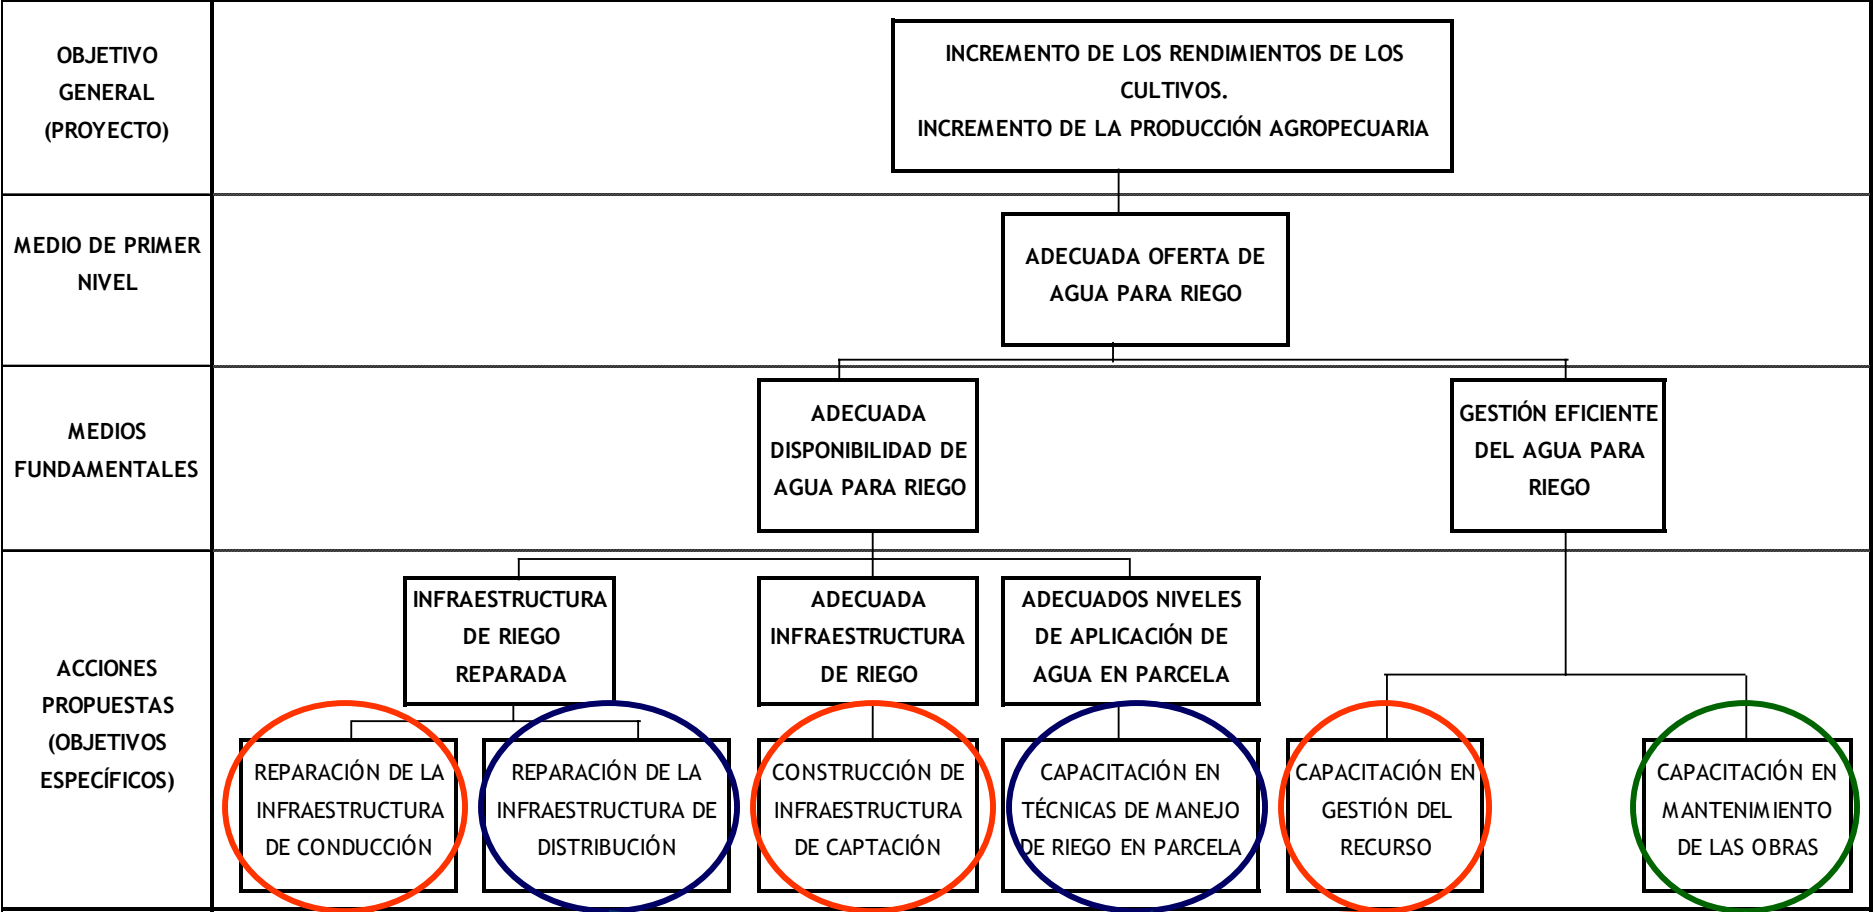 OBJETIVO
GENERAL
(PROYECTO)
INCREMENTO DE LOS RENDIMIENTOS DE LOS
CULTIVOS.
INCREMENTO DE LA PRODUCCIÓN AGROPECUARIA
MEDIO DE PRIMER
NIVEL
ADECUADA OFERTA DE
AGUA PARA RIEGO
MEDIOS
FUNDAMENTALES
ADECUADA
DISPONIBILIDAD DE
AGUA PARA RIEGO
GESTIÓN EFICIENTE
DEL AGUA PARA
RIEGO
ACCIONES
PROPUESTAS
(OBJETIVOS
ESPECÍFICOS)
INFRAESTRUCTURA
DE RIEGO
REPARADA
ADECUADA
INFRAESTRUCTURA
DE RIEGO
ADECUADOS NIVELES
DE APLICACIÓN DE
AGUA EN PARCELA
REPARACIÓN DE LA
INFRAESTRUCTURA
DE CONDUCCIÓN
REPARACIÓN DE LA
INFRAESTRUCTURA DE
DISTRIBUCIÓN
CONSTRUCCIÓN DE
INFRAESTRUCTURA
DE CAPTACIÓN
CAPACITACIÓN EN
TÉCNICAS DE MANEJO
DE RIEGO EN PARCELA
CAPACITACIÓN EN
GESTIÓN DEL
RECURSO
CAPACITACIÓN EN
MANTENIMIENTO
DE LAS OBRAS